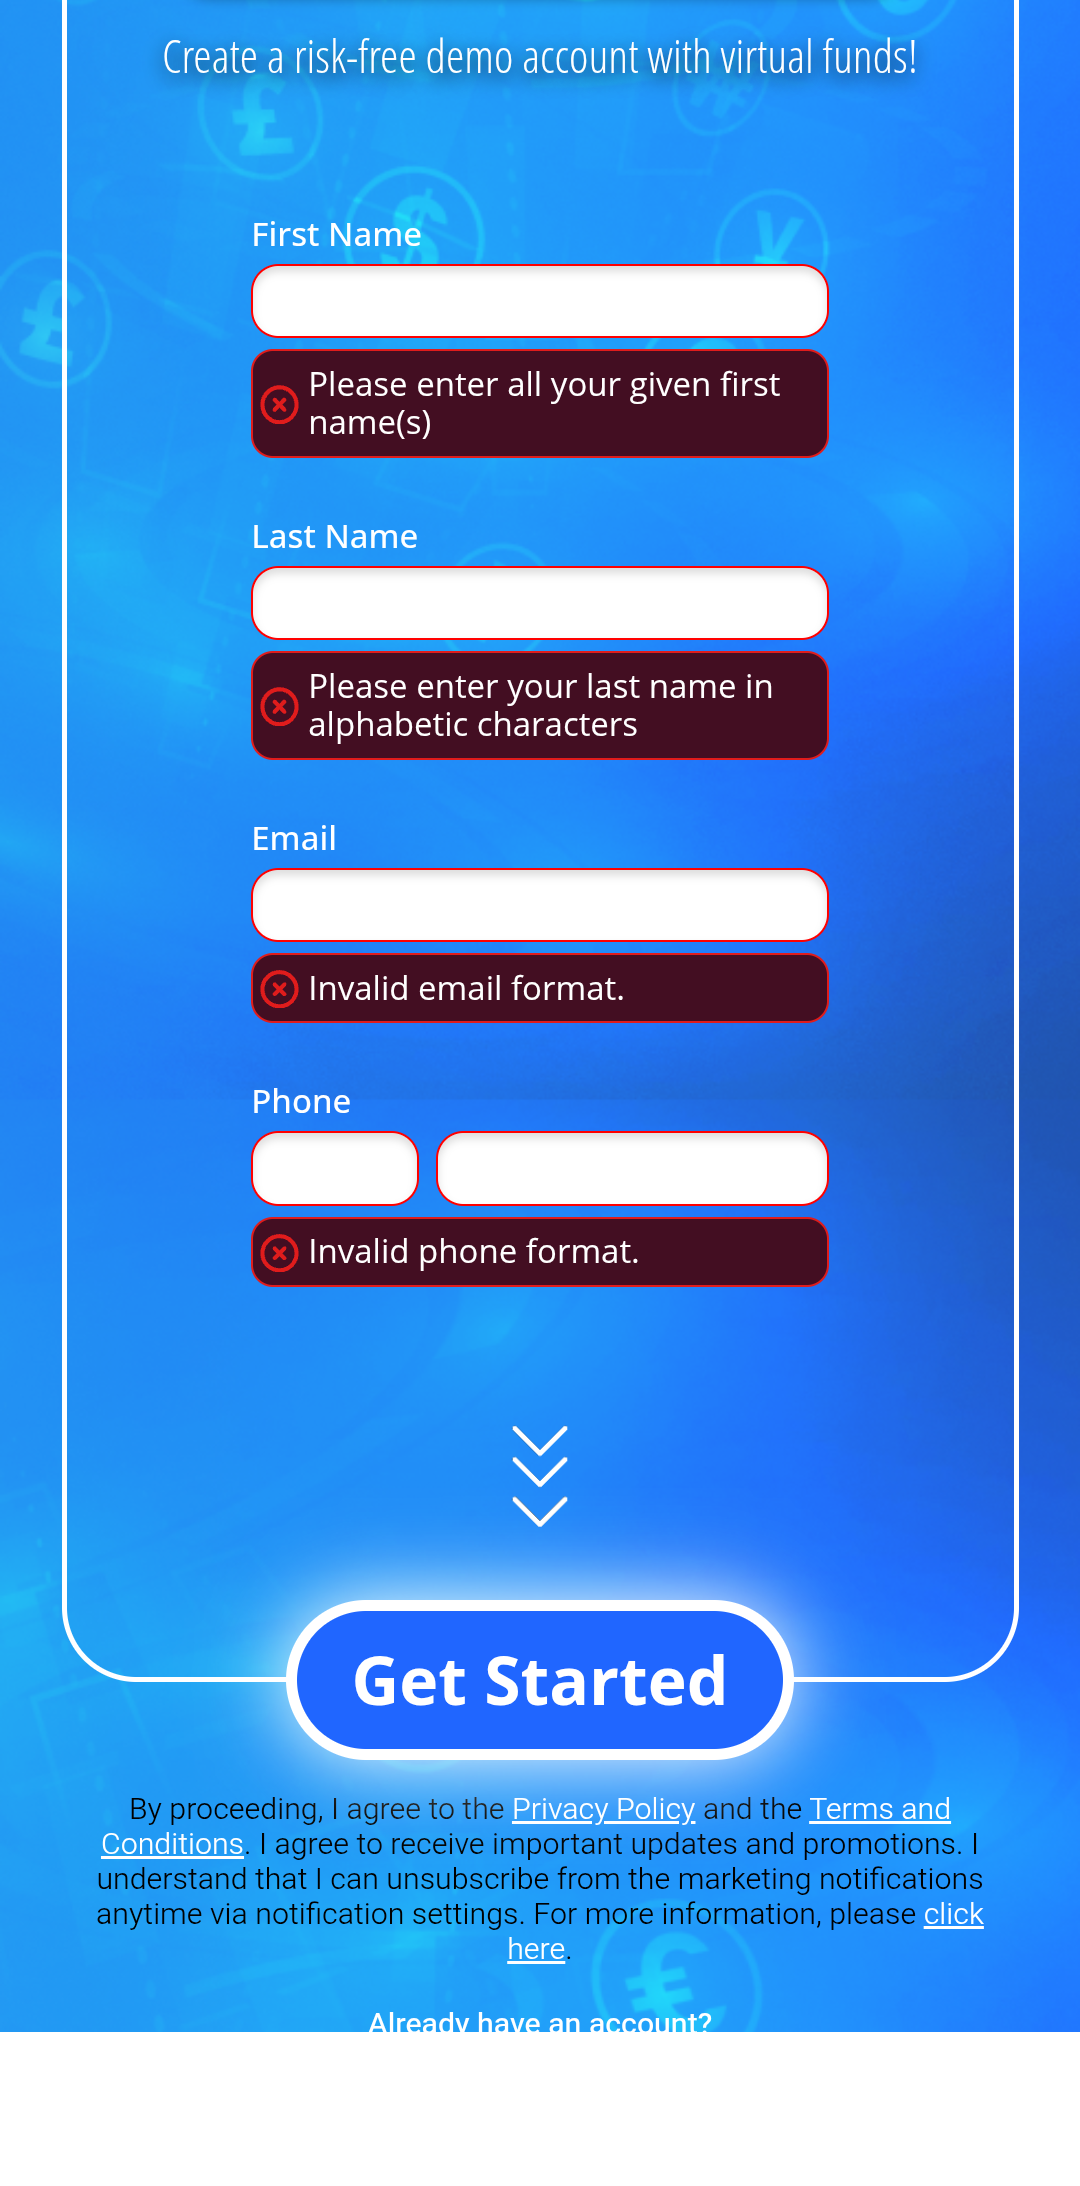 Create a risk-free demo account with virtual funds!
First Name
Please enter all your given first
name(s)
Last Name
Please enter your last name in
alphabetic characters
Email
Invalid email format.
Phone
Invalid phone format.
Get Started
By proceeding, I agree to the Privacy Policy and the Terms and
Conditions. I agree to receive important updates and promotions. I
understand that I can unsubscribe from the marketing notifications
anytime via notification settings. For more information, please click
here.
Already have an account?